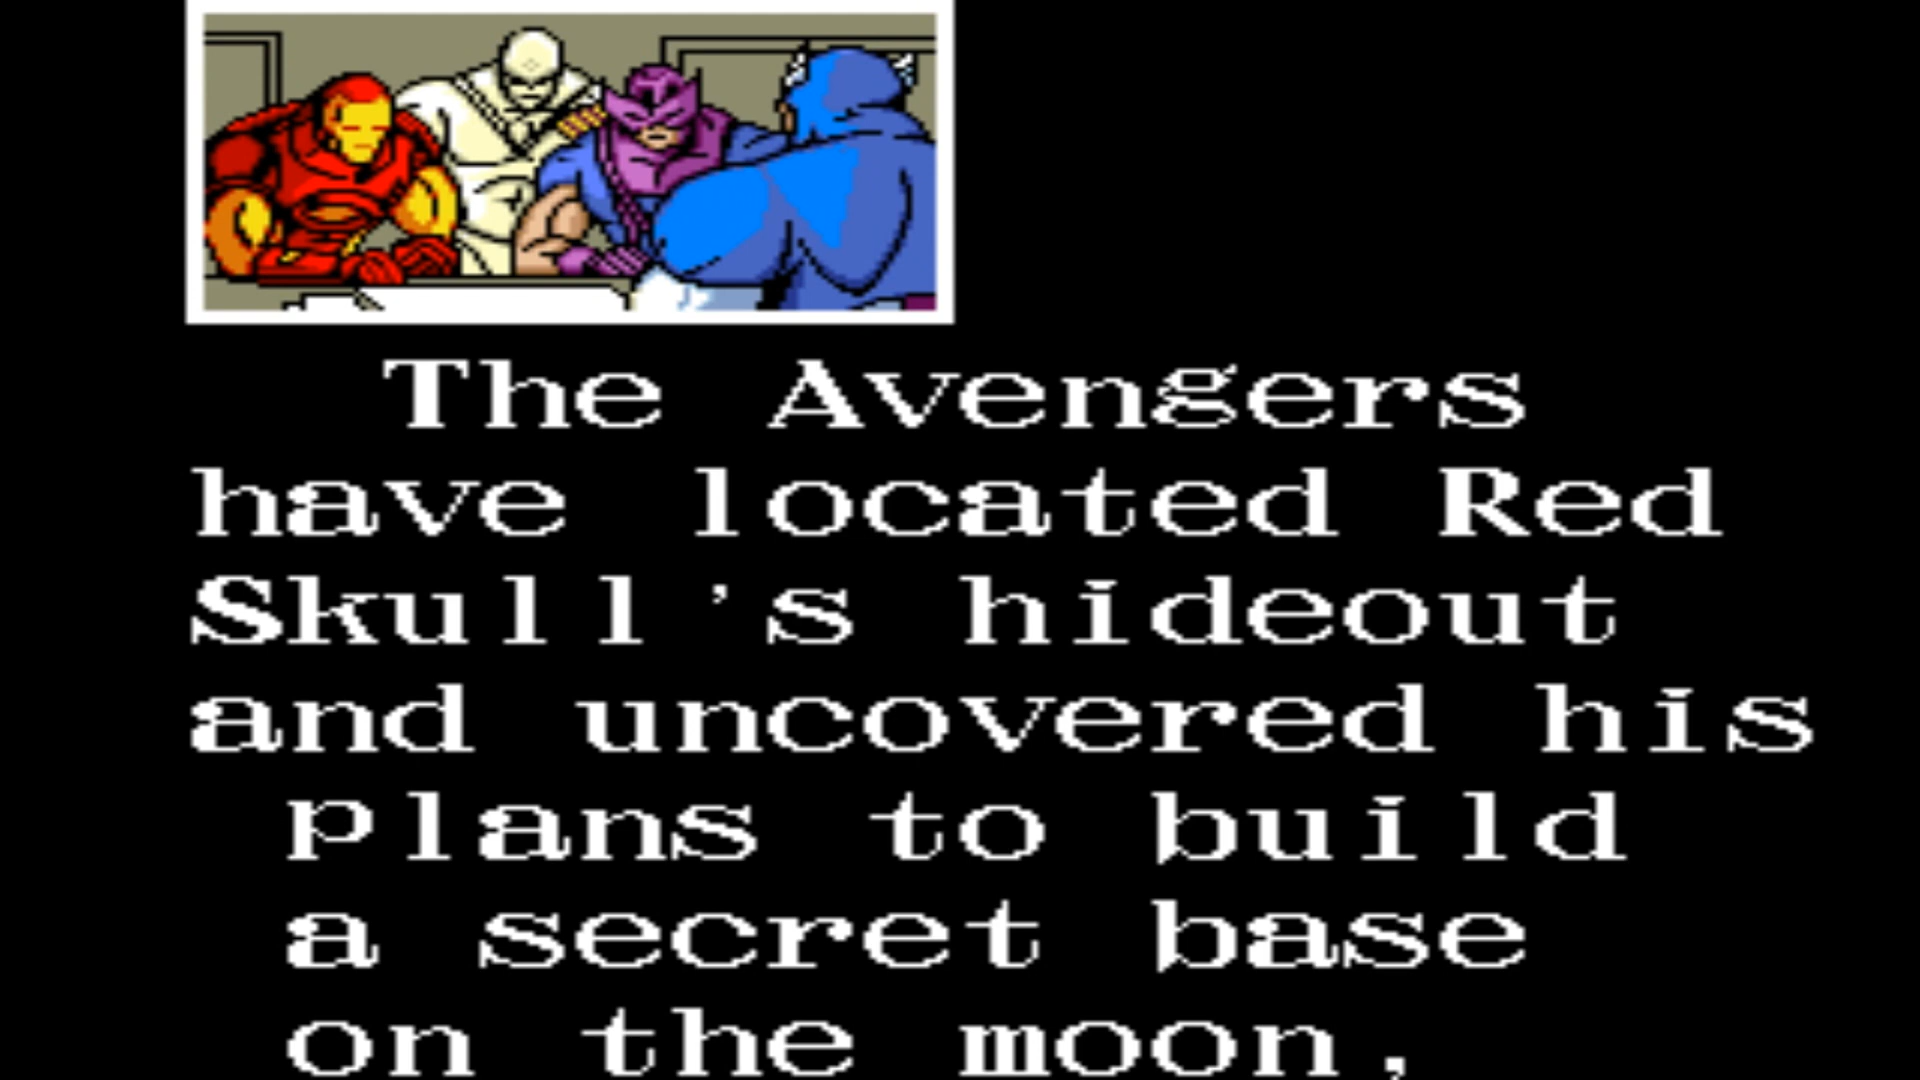 The Avengers
have located Red
Skull's hideout
and uncovered his
plans to build
a secret base
on the moon,